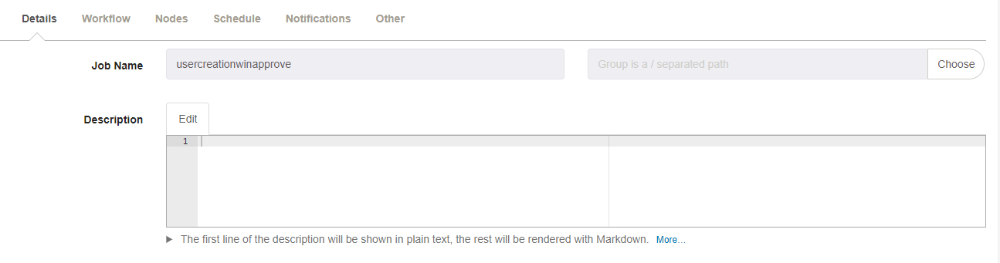 Details Workflow Nodes Schedule Notifications Other
Job Name usercreationwinapprove Group is a / separated path Choose
Description Edit
1
The first line of the description will be shown in plain text, the rest will be rendered with Markdown. More...